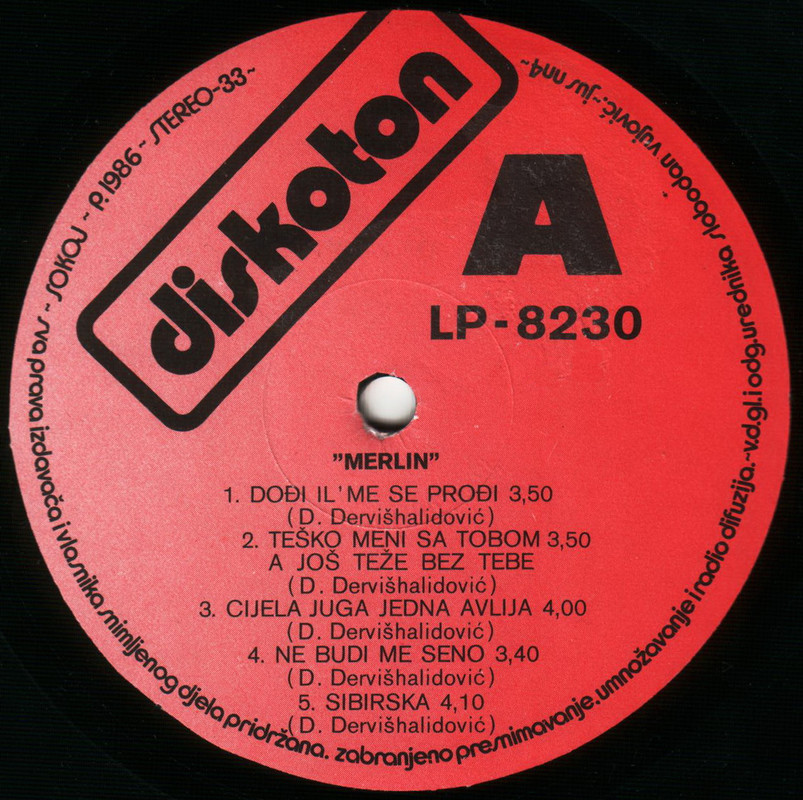 diskoton
A
LP-8230
"MERLIN"
1. DOĐI IL' ME SE PROĐI 3,50
(D. Dervišhalidović)
2. TEŠKO MENI SA TOBOM 3,50
A JOŠ TEŽE BEZ TEBE
(D. Dervišhalidović)
3. CIJELA JUGA JEDNA AVLIJA 4,00
(D. Dervišhalidović)
4. NE BUDI ME SENO 3,40
(D. Dervišhalidović)
5. SIBIRSKA 4,10
(D. Dervišhalidović)
STEREO-33~
p.1986~
SOKOJ~
sva prava izdavača i vlasnika snimljenog djela pridržana. zabranjeno presnimavanje. umnožavanje i radio difuzija.~v.d.gl.i odg.urednika slobodan vujović.~jus nn4~